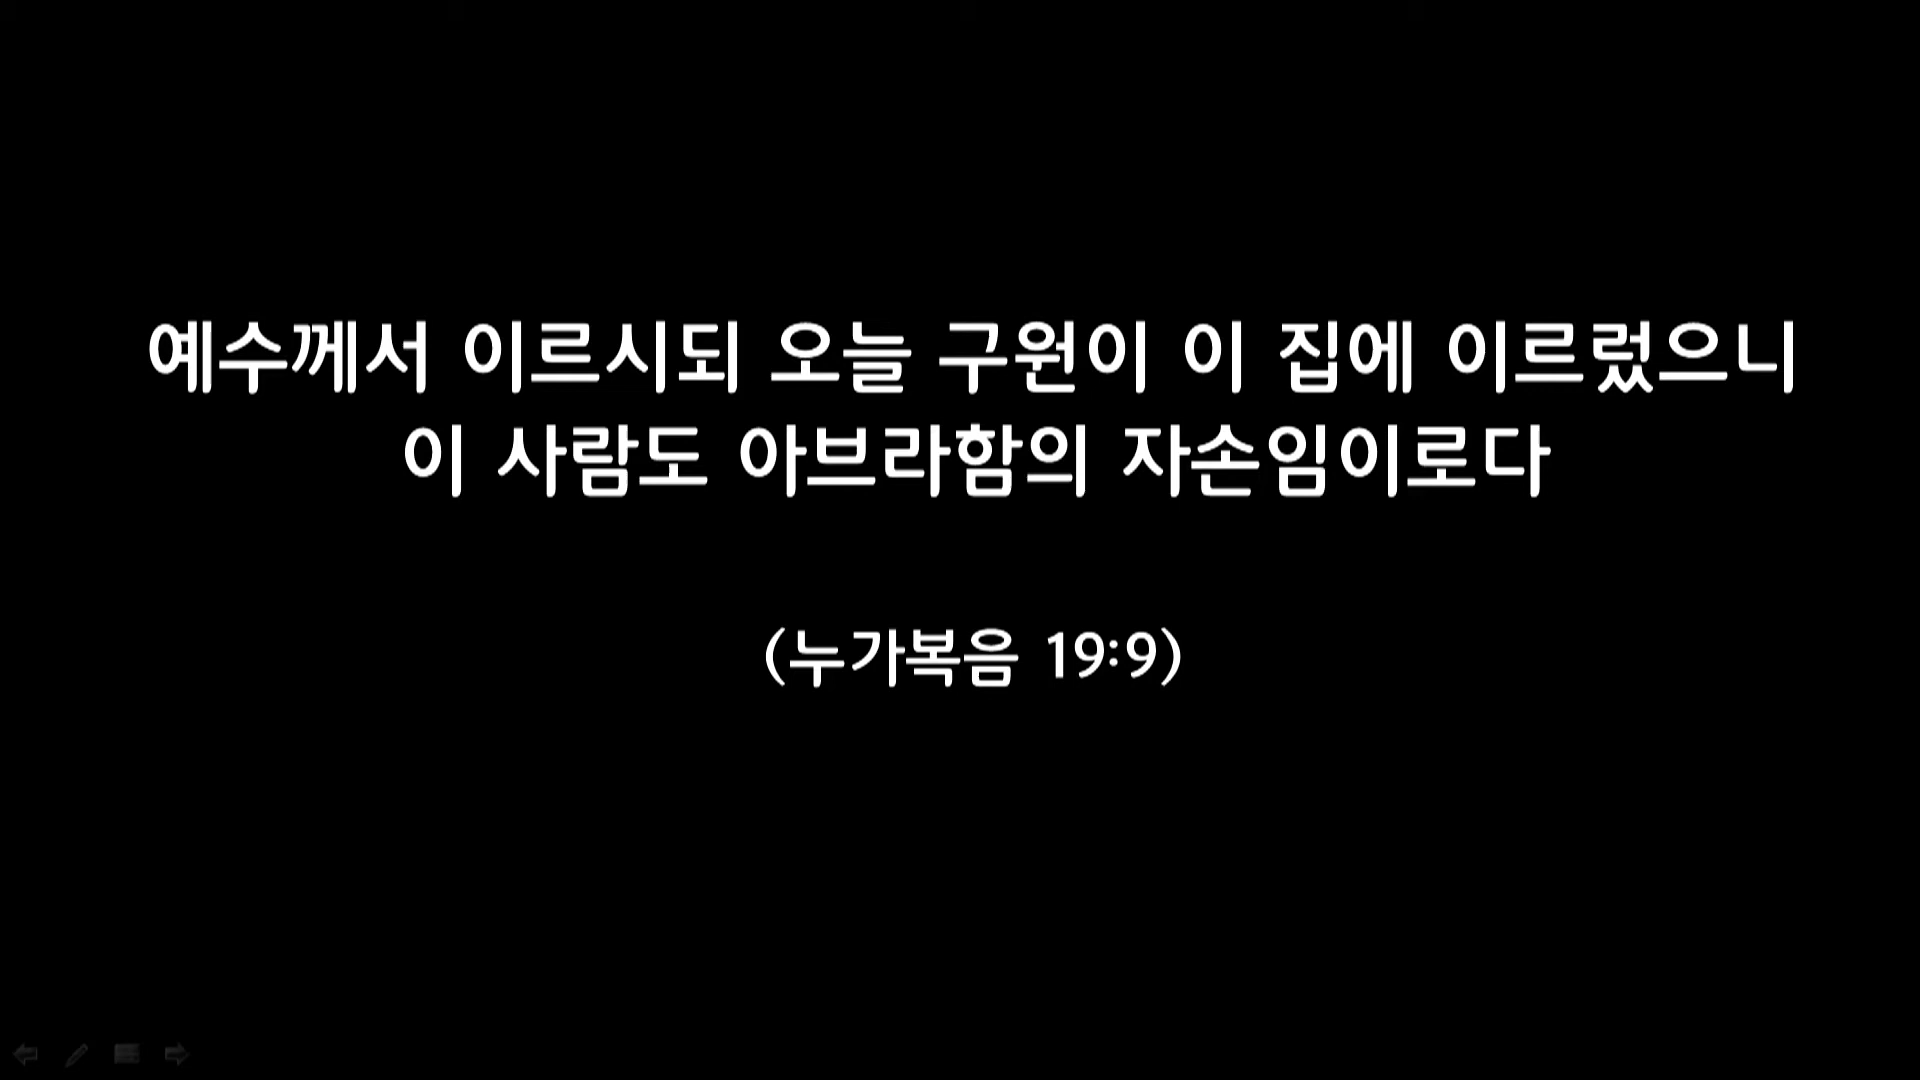 예수께서 이르시되 오늘 구원이 이 집에 이르렀으니
이 사람도 아브라함의 자손임이로다
(누가복음 19:9)